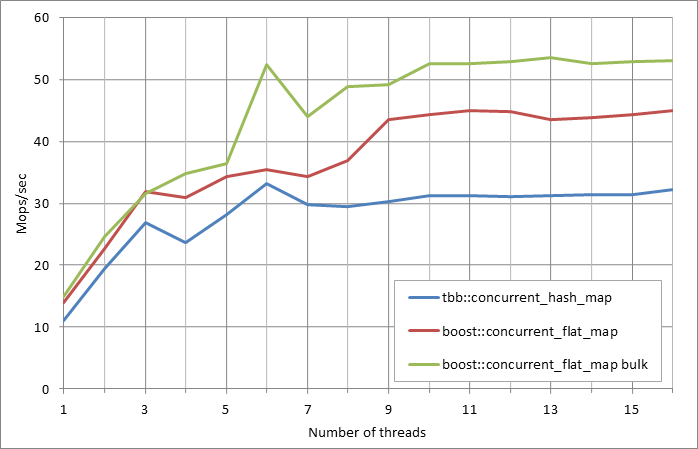 60
50
40
30
20
10
0
Mops/sec
tbb::concurrent_hash_map
boost::concurrent_flat_map
boost::concurrent_flat_map bulk
1 3 5 7 9 11 13 15
Number of threads